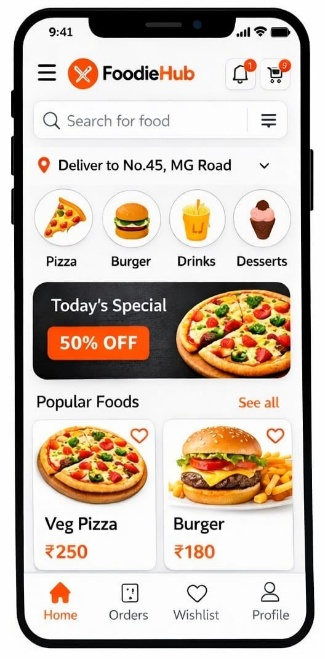 9:41
FoodieHub
1
9
Search for food
Deliver to No.45, MG Road
Pizza Burger Drinks Desserts
Today's Special
50% OFF
Popular Foods See all
Veg Pizza Burger
₹250 ₹180
Home Orders Wishlist Profile